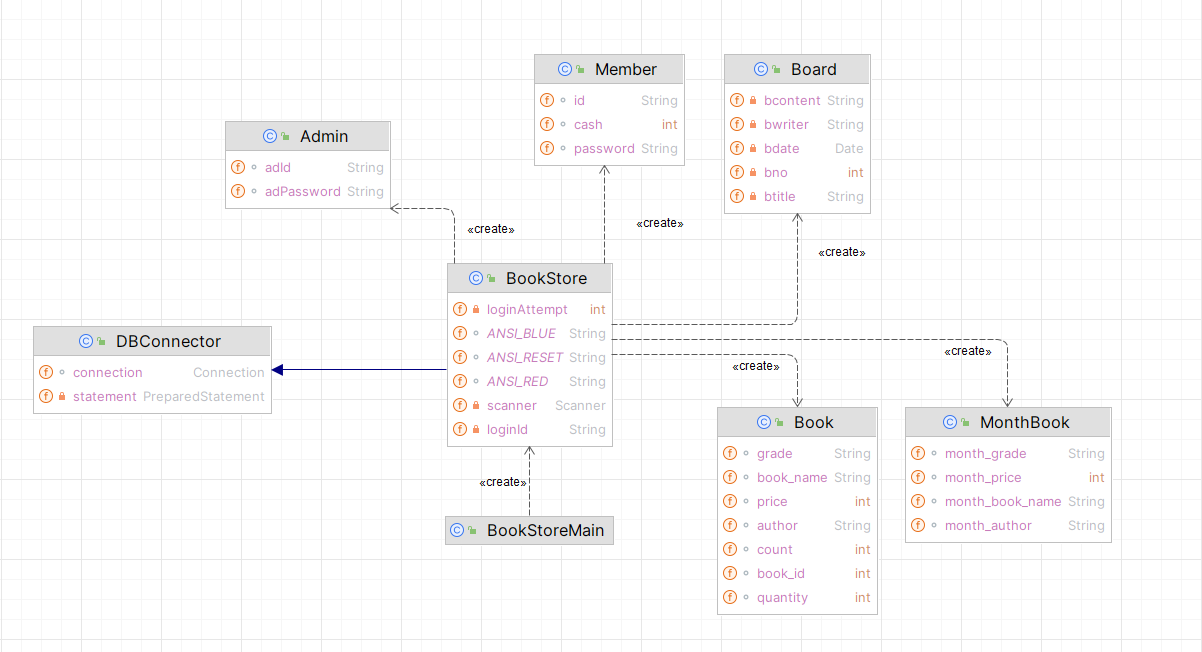 Member
id String
cash int
password String
Board
bcontent String
bwriter String
bdate Date
bno int
btitle String
Admin
adId String
adPassword String
«create»
«create»
«create»
BookStore
loginAttempt int
ANSI_BLUE String
ANSI_RESET String
ANSI_RED String
scanner Scanner
loginId String
DBConnector
connection Connection
statement PreparedStatement
«create»
«create»
Book
grade String
book_name String
price int
author String
count int
book_id int
quantity int
MonthBook
month_grade String
month_price int
month_book_name String
month_author String
«create»
BookStoreMain